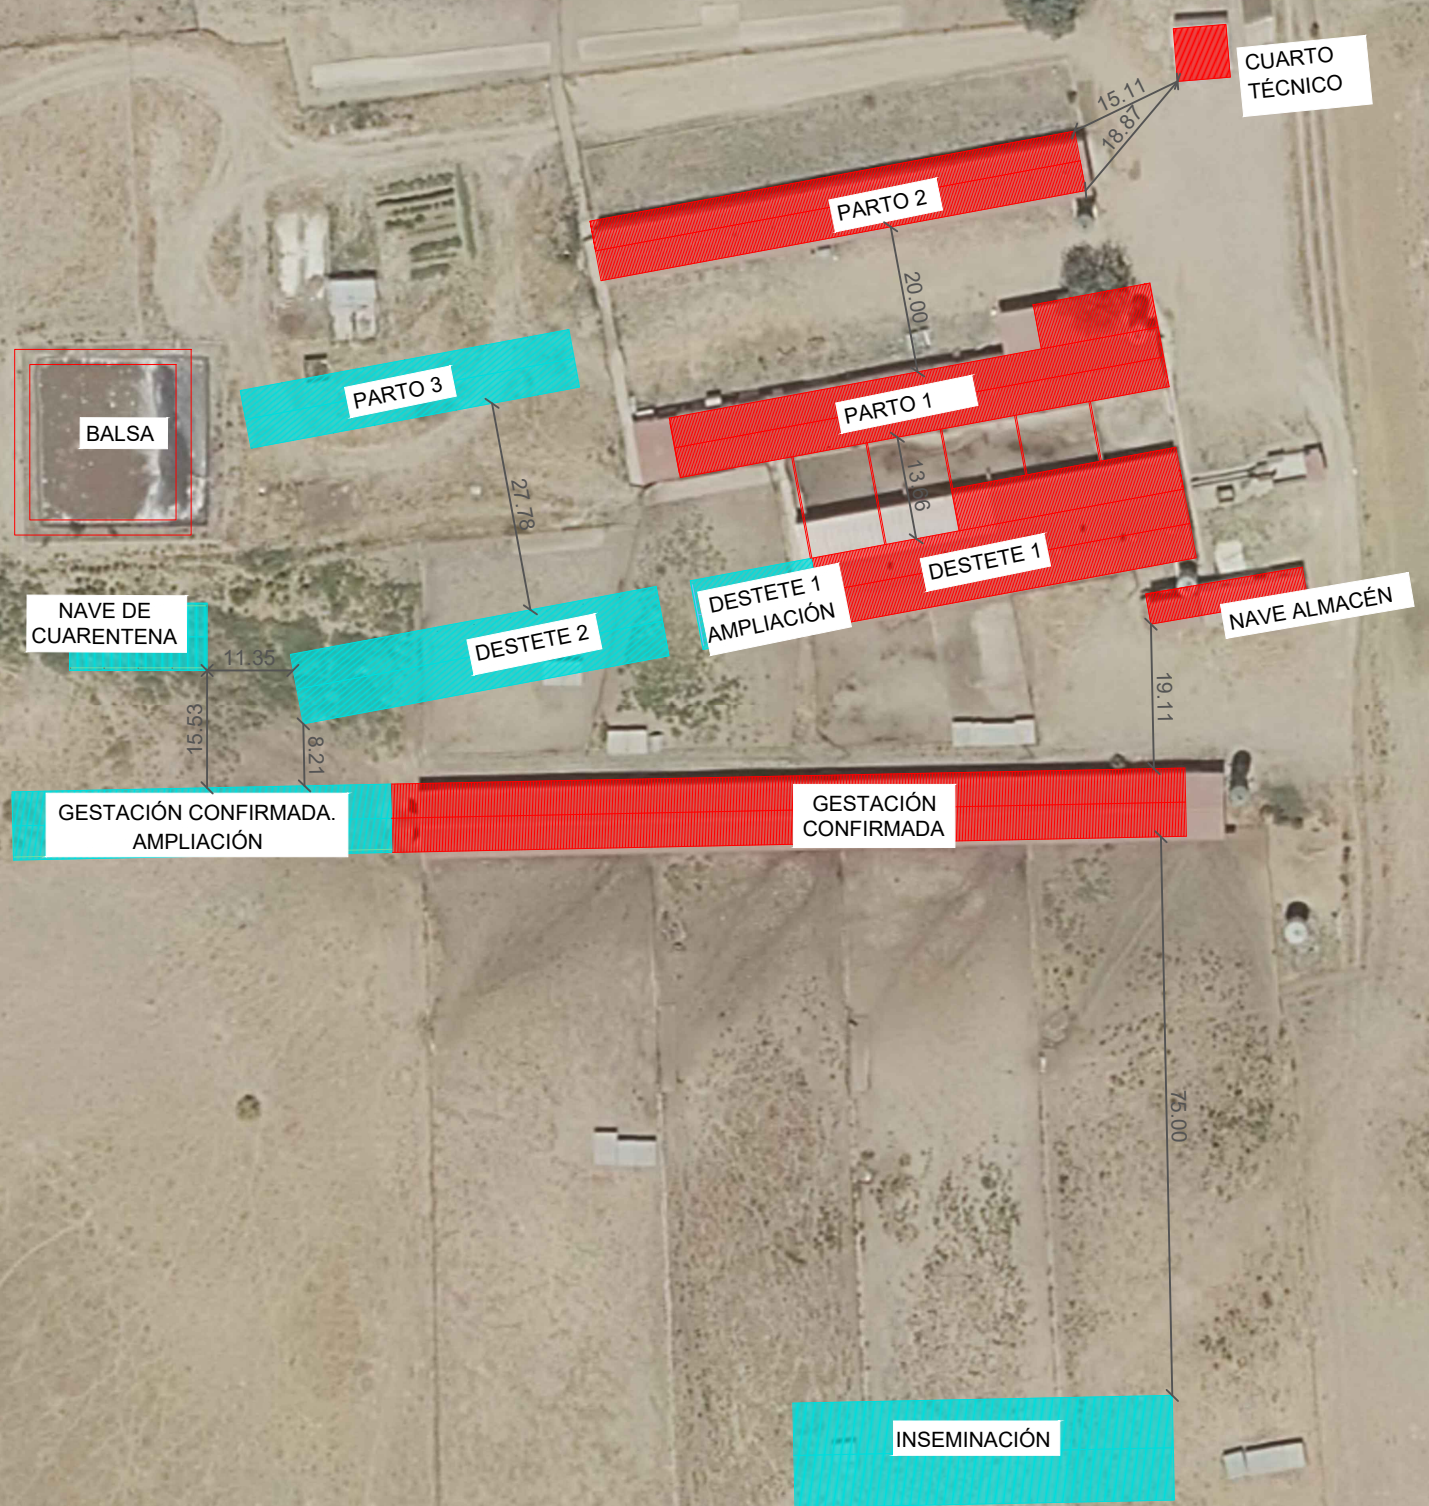 CUARTO
TÉCNICO
15.11
18.87
PARTO 2
20.00
PARTO 3
PARTO 1
BALSA
27.78
13.66
DESTETE 1
DESTETE 1
AMPLIACIÓN
NAVE ALMACÉN
NAVE DE
CUARENTENA
DESTETE 2
11.35
15.53
8.21
19.11
GESTACIÓN CONFIRMADA.
AMPLIACIÓN
GESTACIÓN
CONFIRMADA
75.00
INSEMINACIÓN